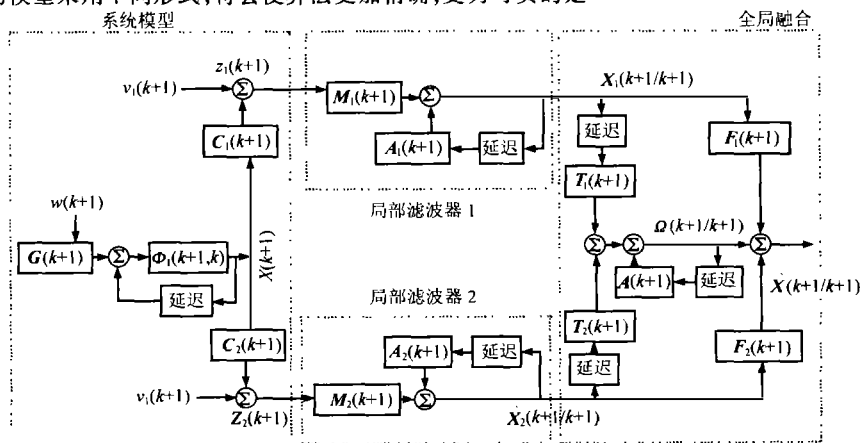 系统模型
全局融合
z₁(k+1)
v₁(k+1)
Σ
M₁(k+1)
Σ
X₁(k+1/k+1)
C₁(k+1)
A₁(k+1)
延迟
延迟
F₁(k+1)
T₁(k+1)
局部滤波器 1
w(k+1)
G(k+1)
Σ
Φ₁(k+1,k)
X(k+1)
延迟
Σ
Σ
Ω(k+1/k+1)
Σ
A(k+1)
延迟
X(k+1/k+1)
局部滤波器 2
C₂(k+1)
A₂(k+1)
延迟
T₂(k+1)
延迟
F₂(k+1)
v₁(k+1)
Σ
Z₂(k+1)
M₂(k+1)
Σ
X₂(k+1/k+1)